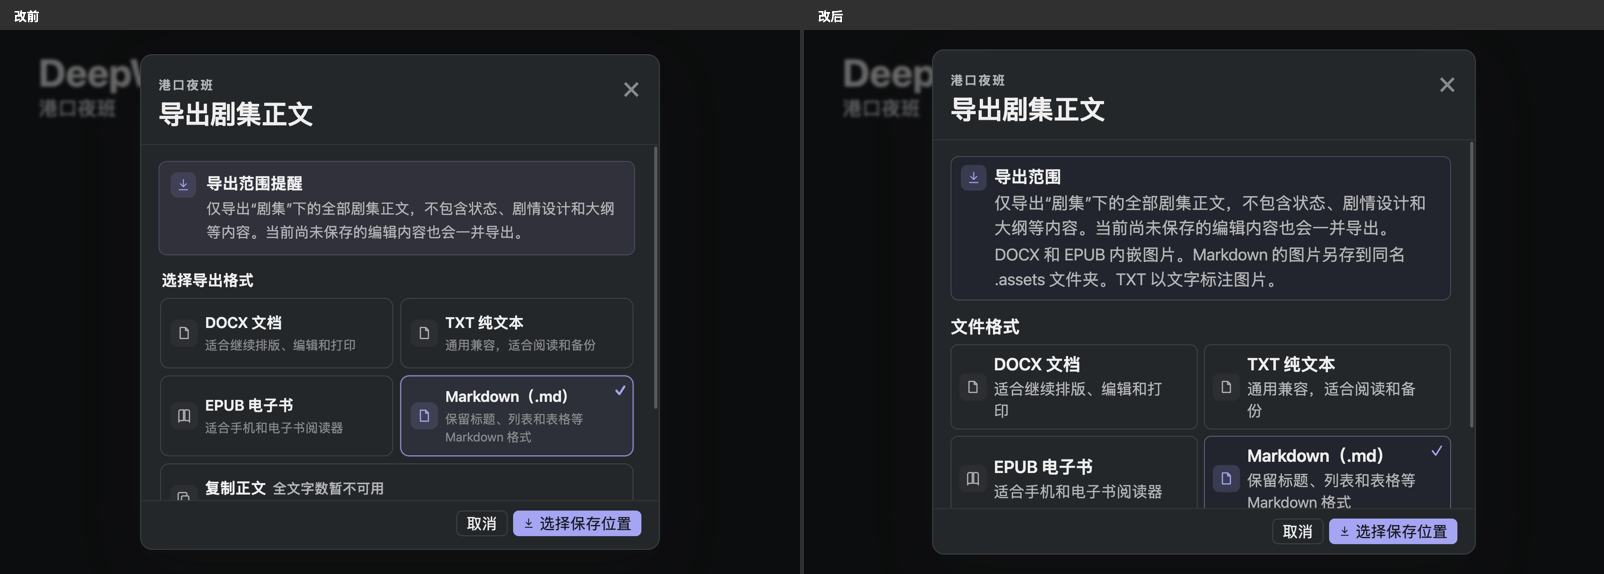 改前
DeepV
港口夜班
港口夜班
导出剧集正文
导出范围提醒
仅导出“剧集”下的全部剧集正文，不包含状态、剧情设计和大纲
等内容。当前尚未保存的编辑内容也会一并导出。
选择导出格式
DOCX 文档
适合继续排版、编辑和打印
TXT 纯文本
通用兼容，适合阅读和备份
EPUB 电子书
适合手机和电子书阅读器
Markdown（.md）
保留标题、列表和表格等
Markdown 格式
复制正文 全文字数暂不可用
取消
选择保存位置
改后
Deep
港口夜班
港口夜班
导出剧集正文
导出范围
仅导出“剧集”下的全部剧集正文，不包含状态、剧情设计和
大纲等内容。当前尚未保存的编辑内容也会一并导出。
DOCX 和 EPUB 内嵌图片。Markdown 的图片另存到同名
.assets 文件夹。TXT 以文字标注图片。
文件格式
DOCX 文档
适合继续排版、编辑和打
印
TXT 纯文本
通用兼容，适合阅读和备
份
EPUB 电子书
适合手机和电子书阅读器
Markdown（.md）
保留标题、列表和表格等
Markdown 格式
取消
选择保存位置